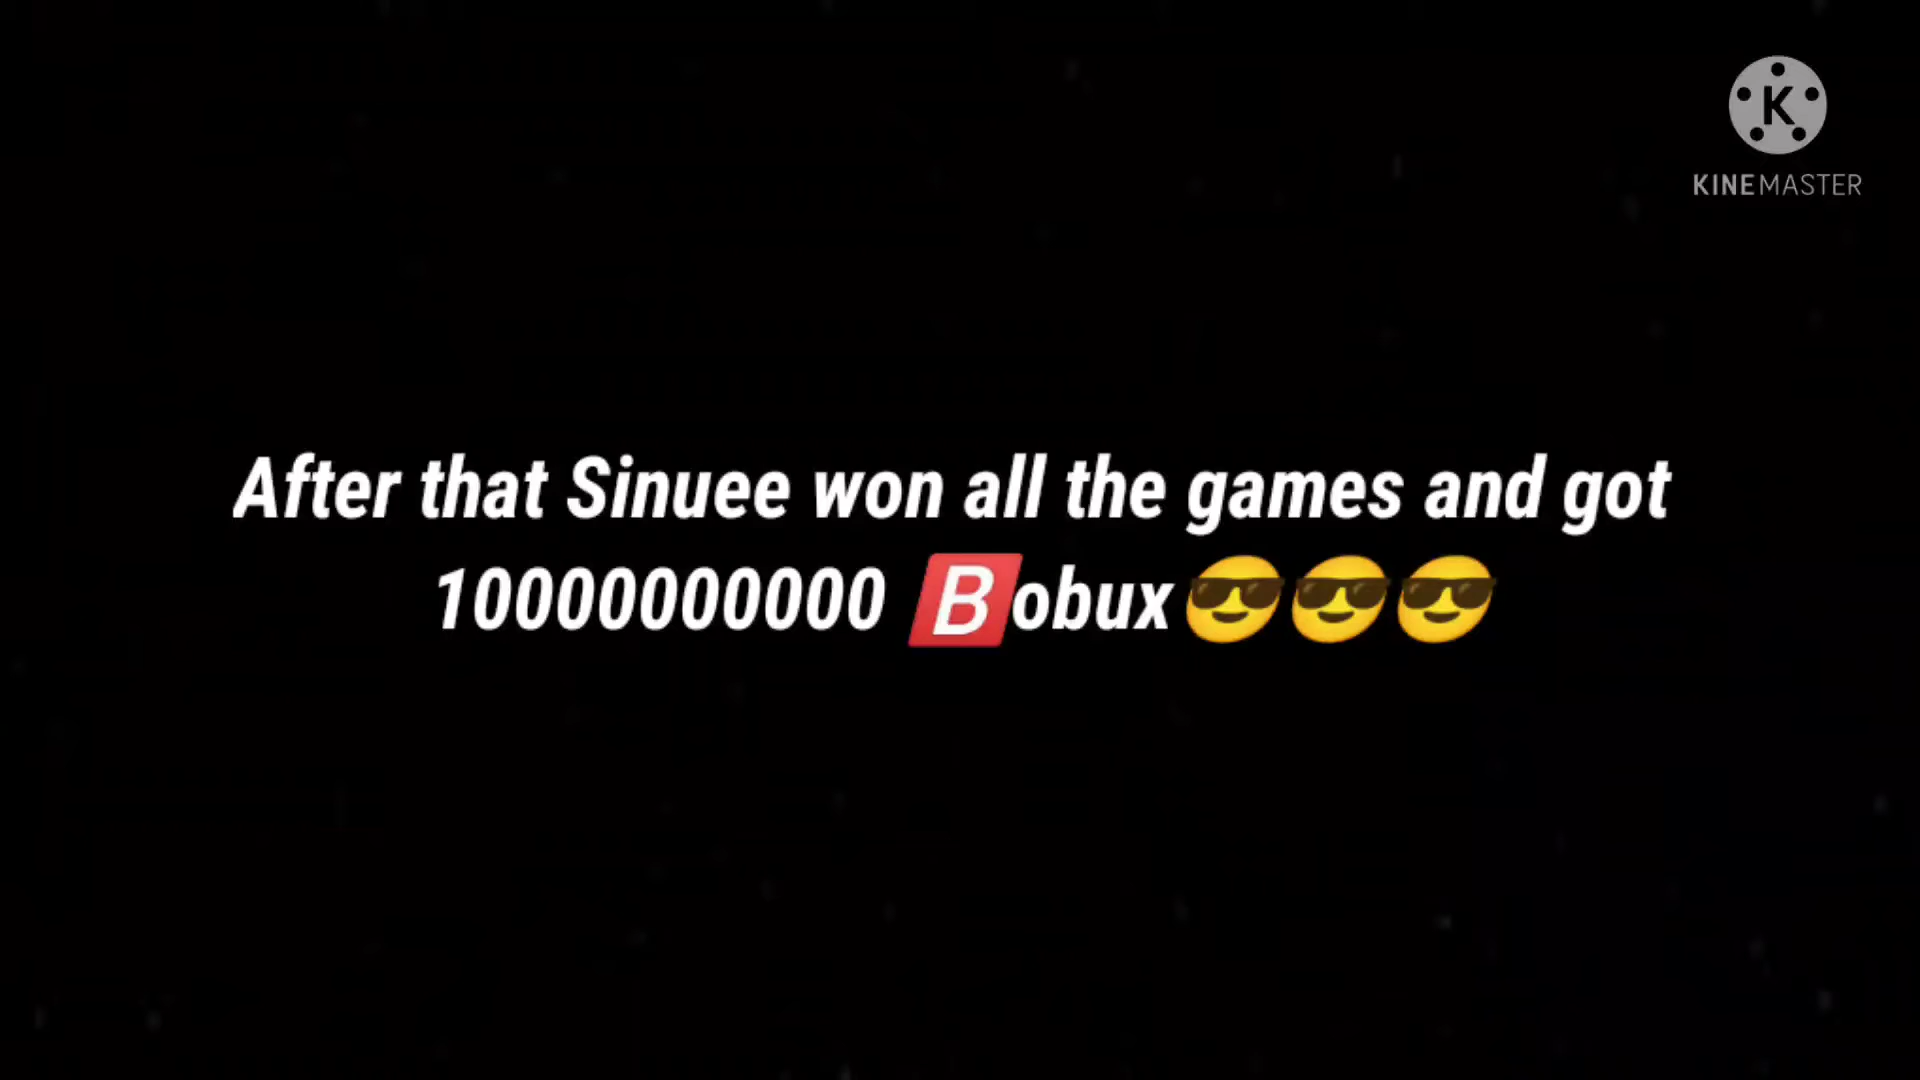 K
KINEMASTER
After that Sinuee won all the games and got
10000000000 🅱️obux😎😎😎